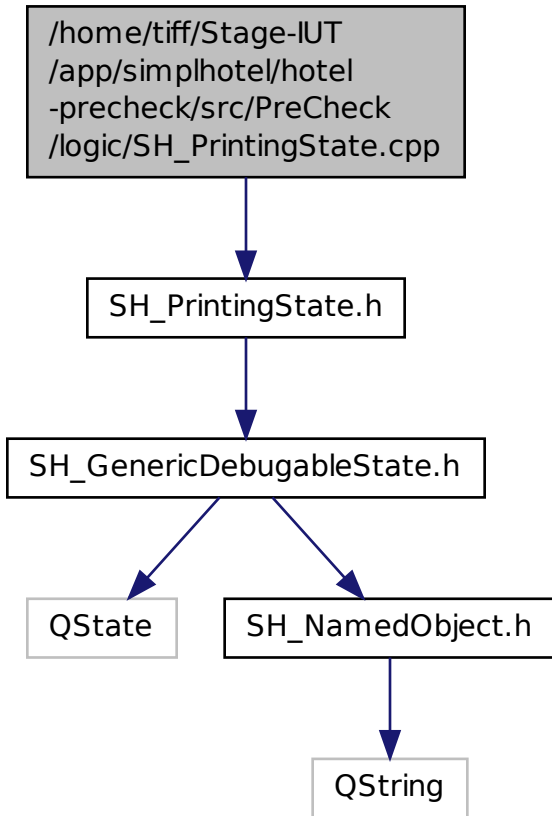 /home/tiff/Stage-IUT
/app/simplhotel/hotel
-precheck/src/PreCheck
/logic/SH_PrintingState.cpp
SH_PrintingState.h
SH_GenericDebugableState.h
QState
SH_NamedObject.h
QString